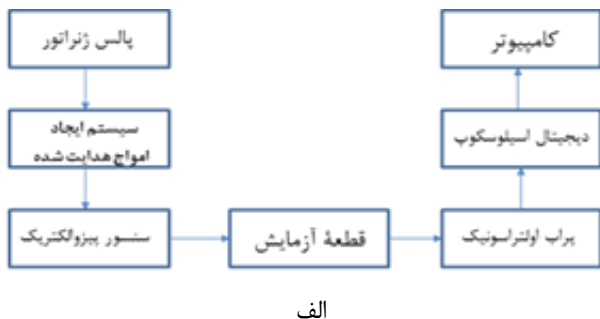 پالس ژنراتور
سیستم ایجاد
امواج هدایت شده
سنسور پیزوالکتریک
قطعهٔ آزمایش
پراب اولتراسونیک
دیجیتال اسیلوسکوپ
کامپیوتر
الف